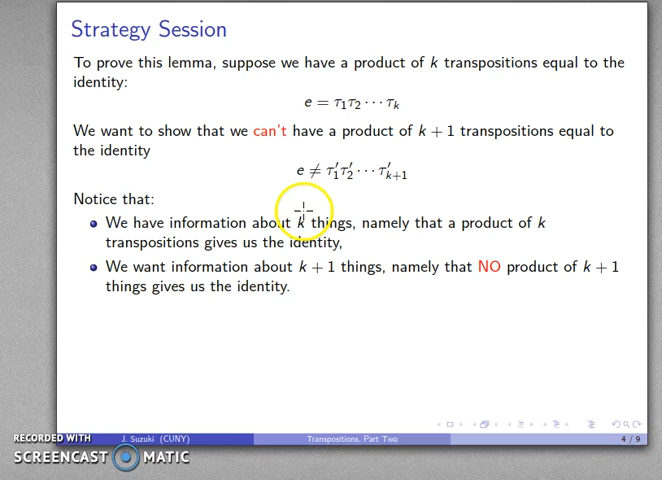 Strategy Session
To prove this lemma, suppose we have a product of k transpositions equal to the
identity:
e = τ₁τ₂ ⋯ τₖ
We want to show that we can't have a product of k + 1 transpositions equal to
the identity
e ≠ τ′₁τ′₂ ⋯ τ′ₖ₊₁
Notice that:
We have information about k things, namely that a product of k
transpositions gives us the identity,
We want information about k + 1 things, namely that NO product of k + 1
things gives us the identity.
RECORDED WITH
SCREENCAST MATIC
J. Suzuki (CUNY)
Transpositions, Part Two
4 / 9